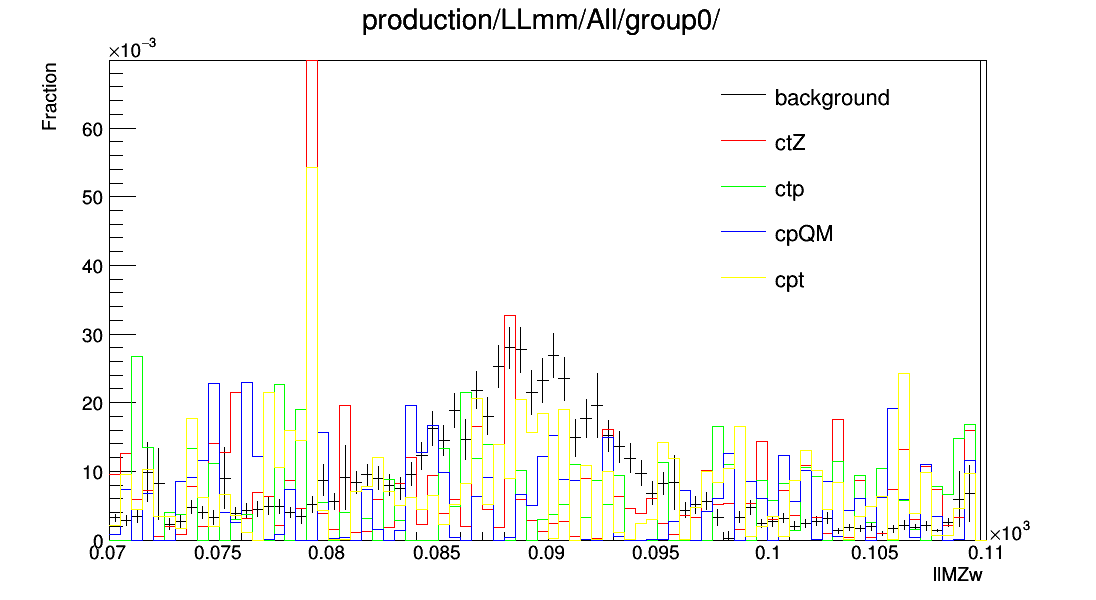 production/LLmm/All/group0/
×10⁻³
Fraction
60
50
40
30
20
10
0
background
ctZ
ctp
cpQM
cpt
0.07 0.075 0.08 0.085 0.09 0.095 0.1 0.105 0.11
×10³
llMZw